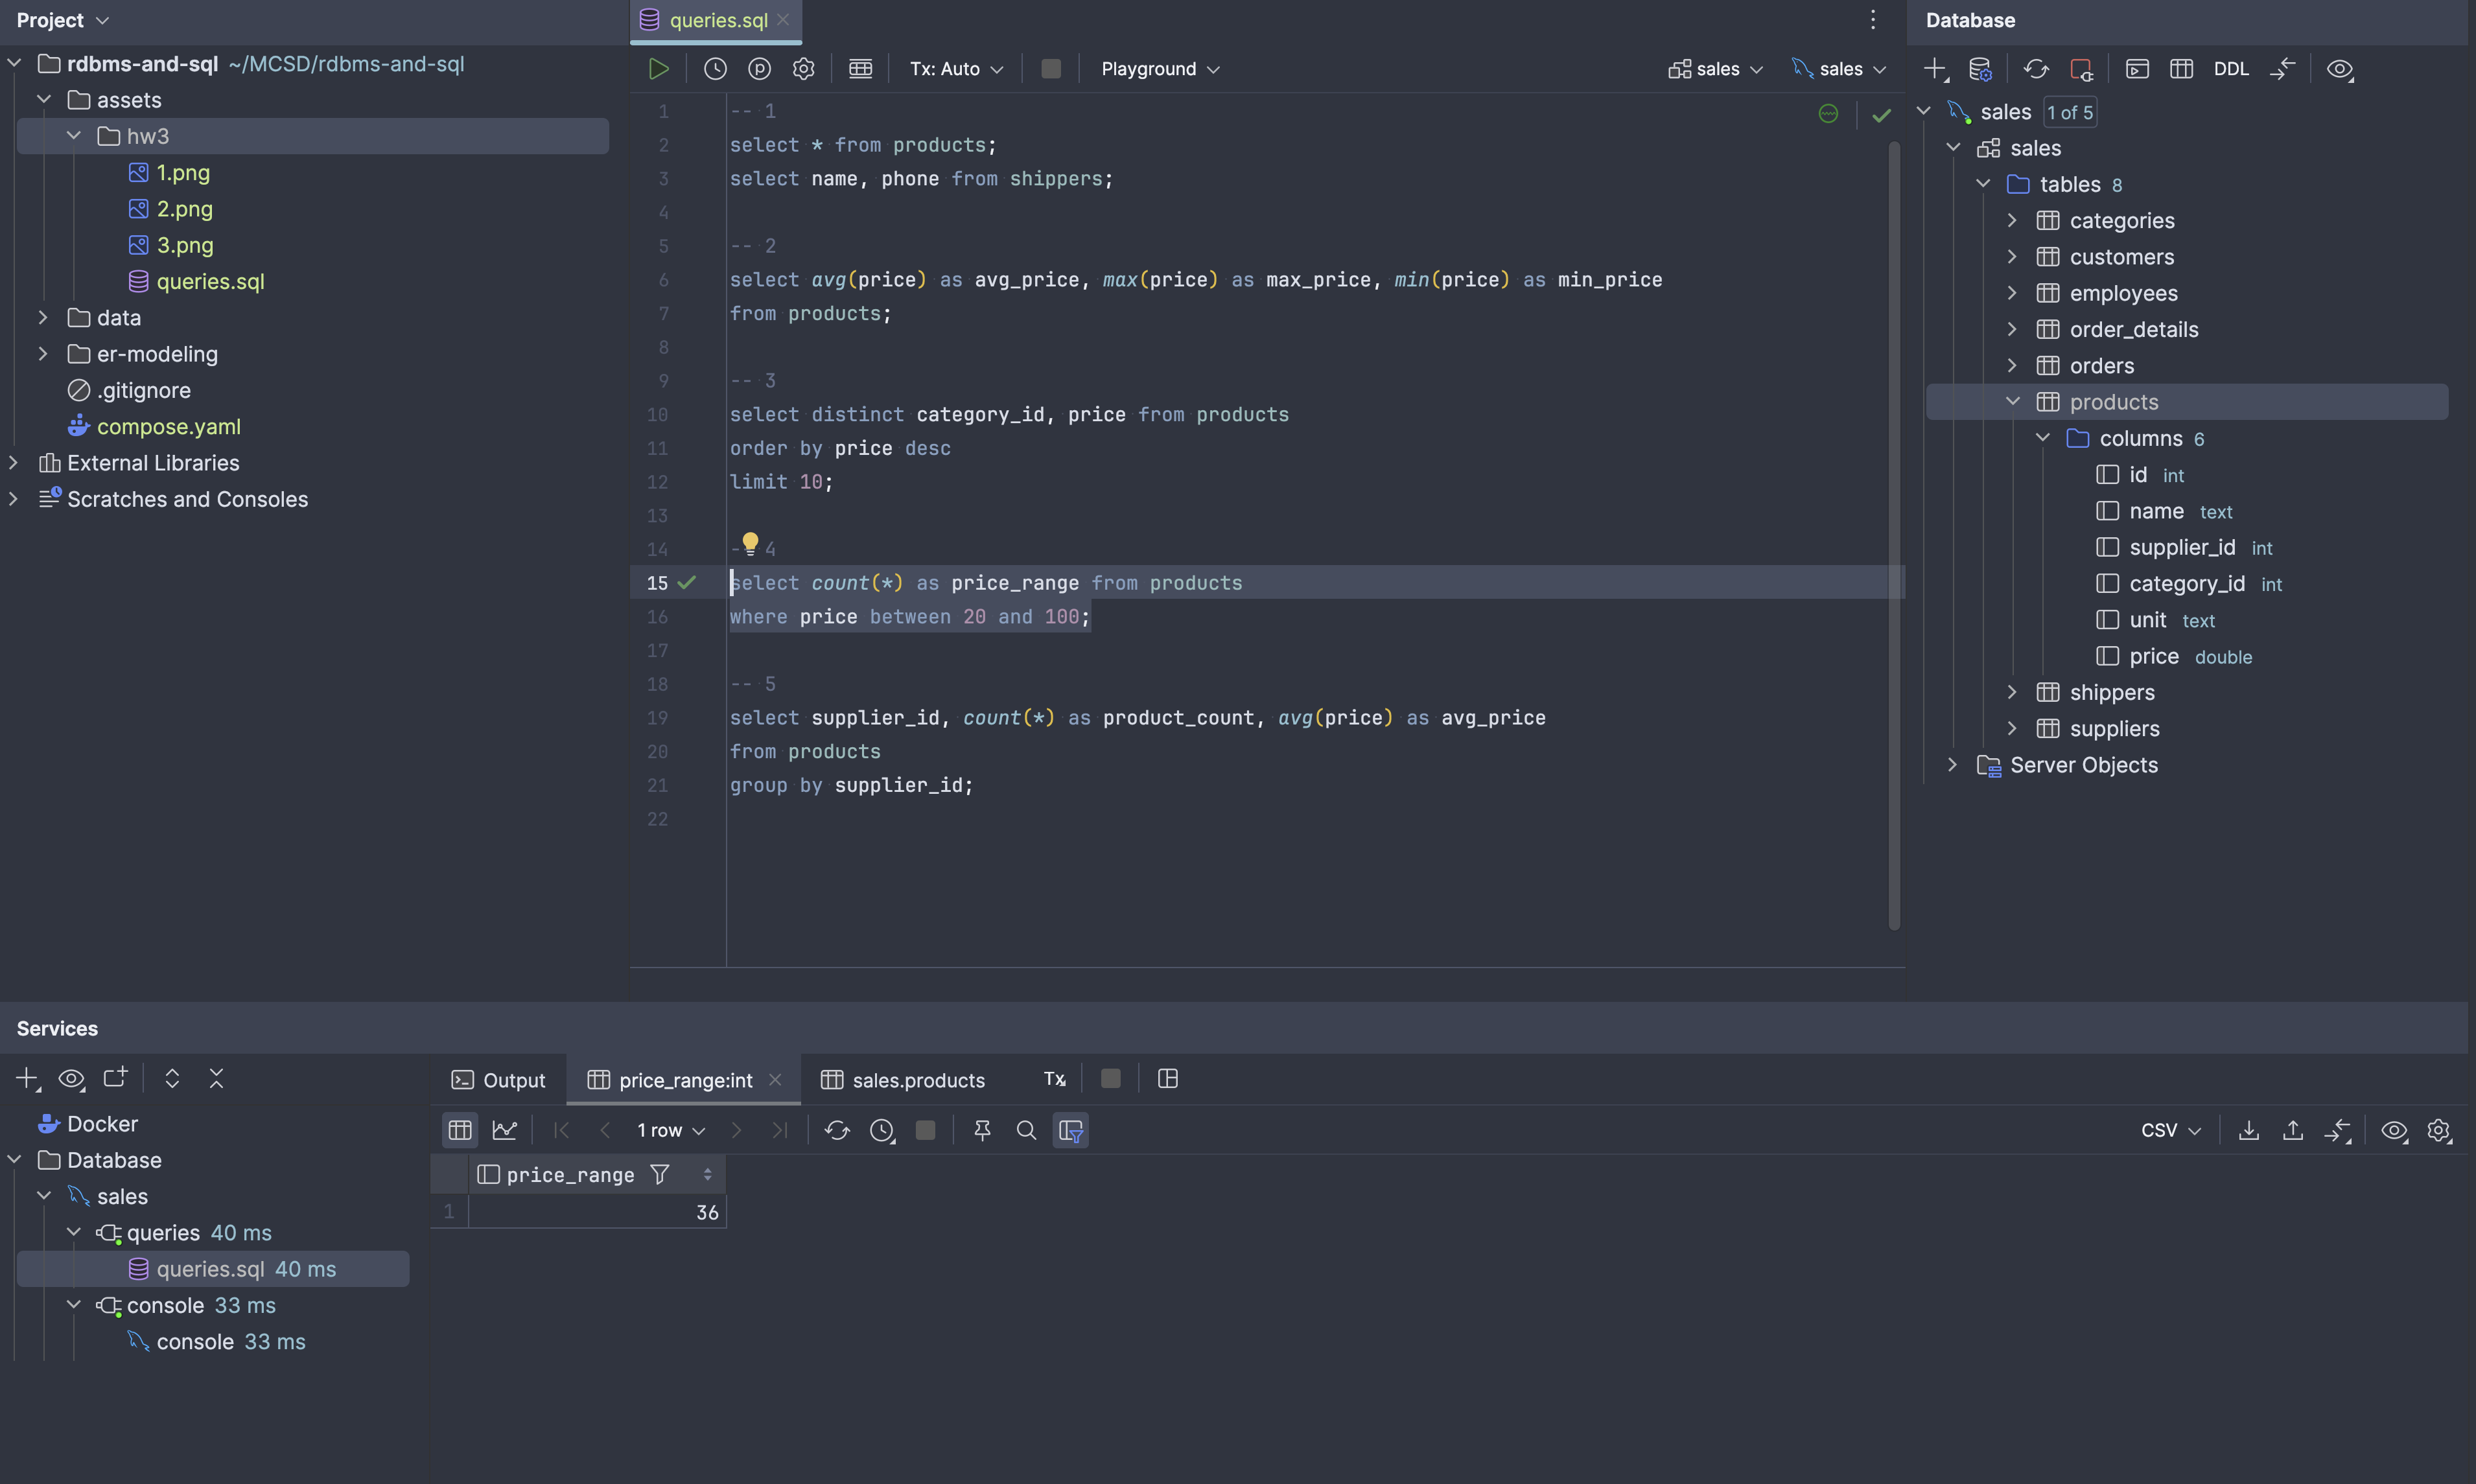 Project
rdbms-and-sql ~/MCSD/rdbms-and-sql
assets
hw3
1.png
2.png
3.png
queries.sql
data
er-modeling
.gitignore
compose.yaml
External Libraries
Scratches and Consoles
queries.sql
Tx: Auto
Playground
sales
sales
1 -- 1
2 select * from products;
3 select name, phone from shippers;
4
5 -- 2
6 select avg(price) as avg_price, max(price) as max_price, min(price) as min_price
7 from products;
8
9 -- 3
10 select distinct category_id, price from products
11 order by price desc
12 limit 10;
13
14 - 4
15 select count(*) as price_range from products
16 where price between 20 and 100;
17
18 -- 5
19 select supplier_id, count(*) as product_count, avg(price) as avg_price
20 from products
21 group by supplier_id;
22
Database
DDL
sales 1 of 5
sales
tables 8
categories
customers
employees
order_details
orders
products
columns 6
id int
name text
supplier_id int
category_id int
unit text
price double
shippers
suppliers
Server Objects
Services
Docker
Database
sales
queries 40 ms
queries.sql 40 ms
console 33 ms
console 33 ms
Output
price_range:int
sales.products
Tx
1 row
CSV
price_range
1 36